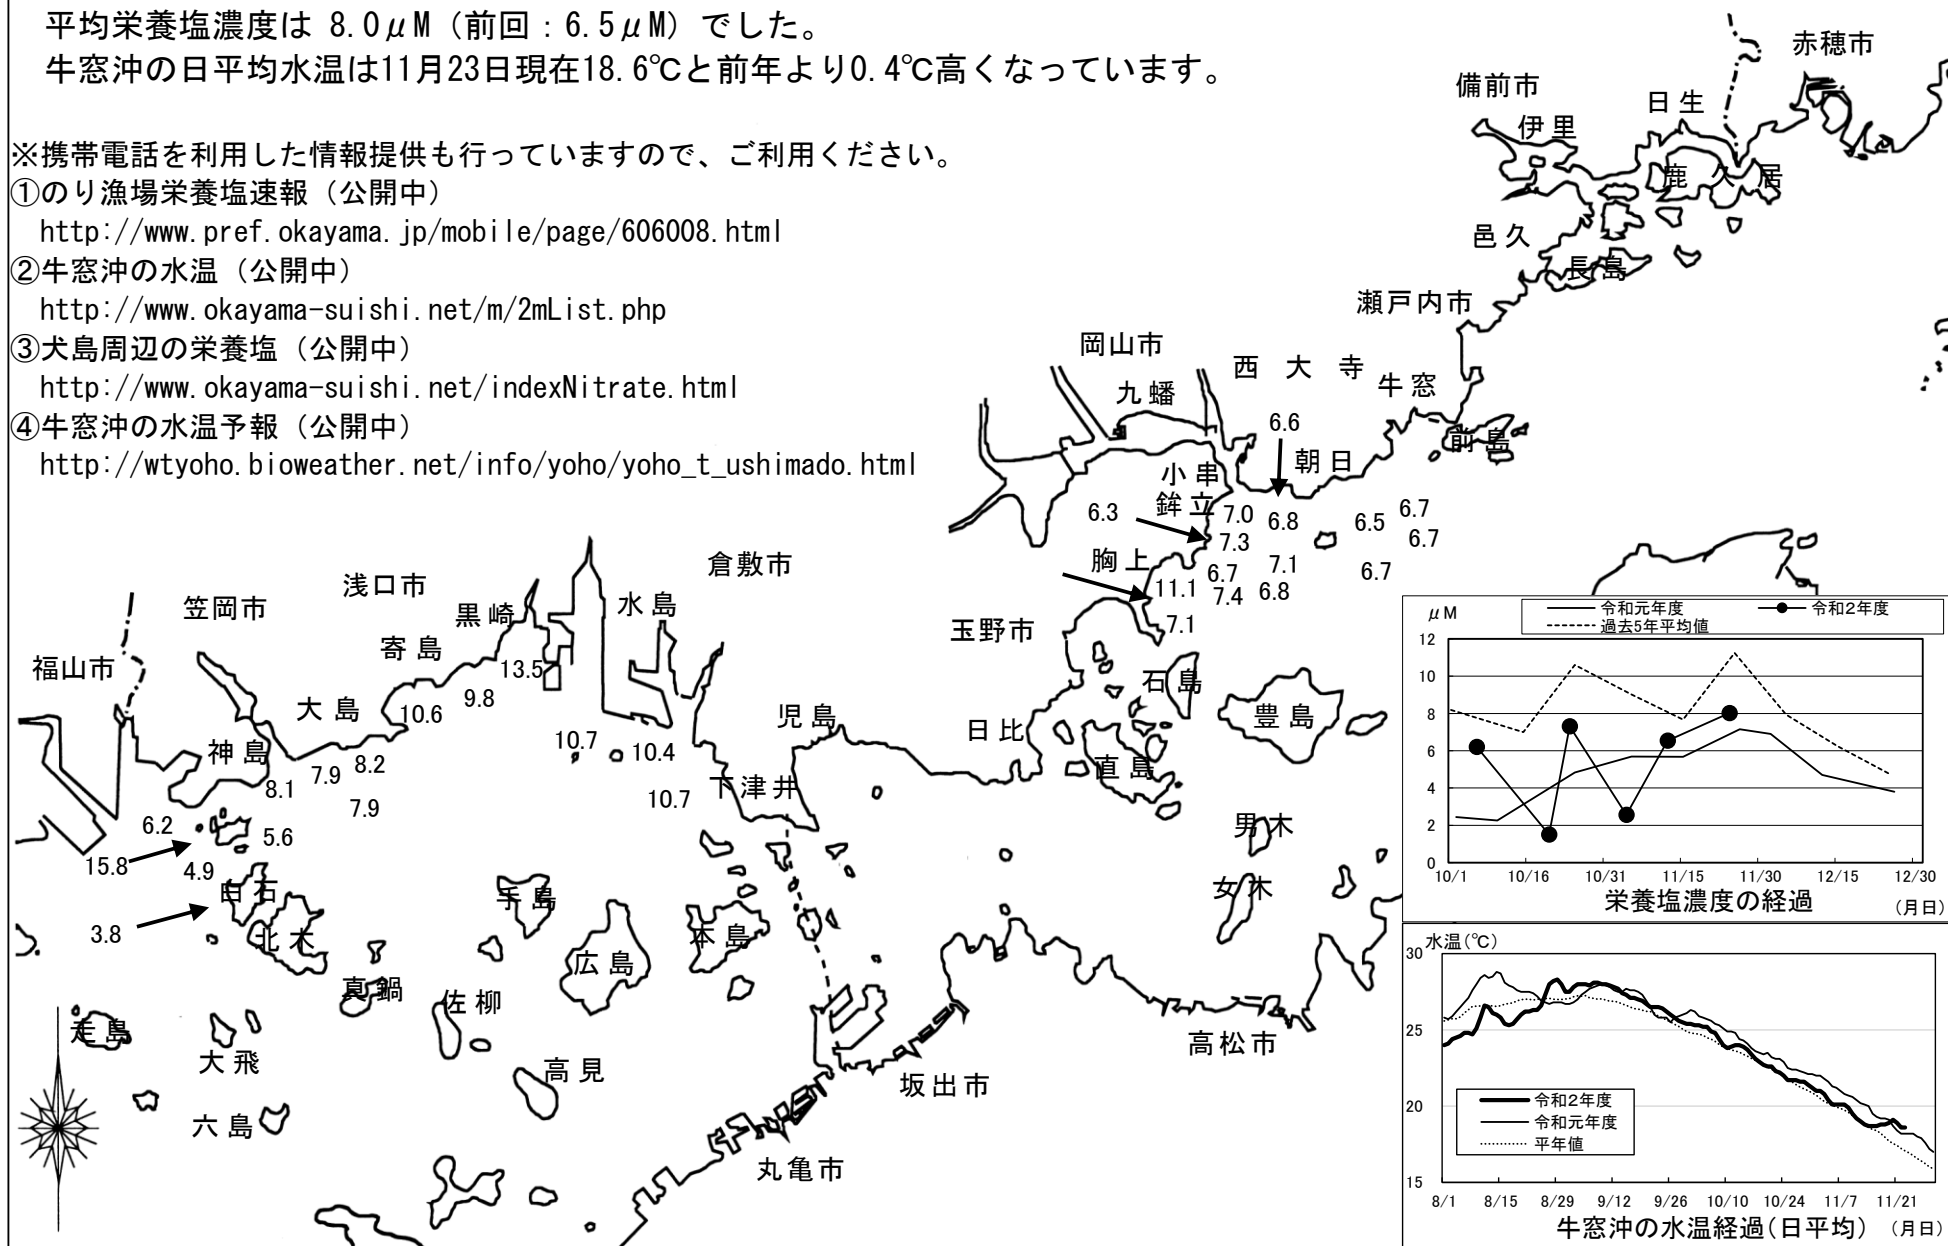 平均栄養塩濃度は 8.0μM（前回：6.5μM）でした。
牛窓沖の日平均水温は11月23日現在18.6℃と前年より0.4℃高くなっています。
※携帯電話を利用した情報提供も行っていますので、ご利用ください。
①のり漁場栄養塩速報（公開中）
http://www.pref.okayama.jp/mobile/page/606008.html
②牛窓沖の水温（公開中）
http://www.okayama-suishi.net/m/2mList.php
③犬島周辺の栄養塩（公開中）
http://www.okayama-suishi.net/indexNitrate.html
④牛窓沖の水温予報（公開中）
http://wtyoho.bioweather.net/info/yoho/yoho_t_ushimado.html
赤穂市
備前市
日生
伊里
鹿久居
邑久
長島
瀬戸内市
岡山市
西大寺
九蟠
牛窓
前島
6.6
朝日
小串
鉾立
6.3
7.0
6.8
6.5
6.7
7.3
6.7
胸上
7.1
6.7
11.1
6.7
7.4
6.8
7.1
玉野市
石島
豊島
日比
直島
男木
女木
倉敷市
水島
浅口市
黒崎
笠岡市
寄島
福山市
13.5
9.8
10.6
大島
児島
10.7
10.4
神島
7.9
8.2
8.1
7.9
10.7
下津井
6.2
5.6
15.8
4.9
白石
3.8
北木
手島
本島
広島
真鍋
佐柳
走島
大飛
高見
六島
高松市
坂出市
丸亀市
μM
令和元年度
令和2年度
過去5年平均値
12
10
8
6
4
2
0
10/1
10/16
10/31
11/15
11/30
12/15
12/30
栄養塩濃度の経過
(月日)
水温(℃)
30
25
20
15
令和2年度
令和元年度
平年値
8/1
8/15
8/29
9/12
9/26
10/10
10/24
11/7
11/21
牛窓沖の水温経過(日平均)
(月日)